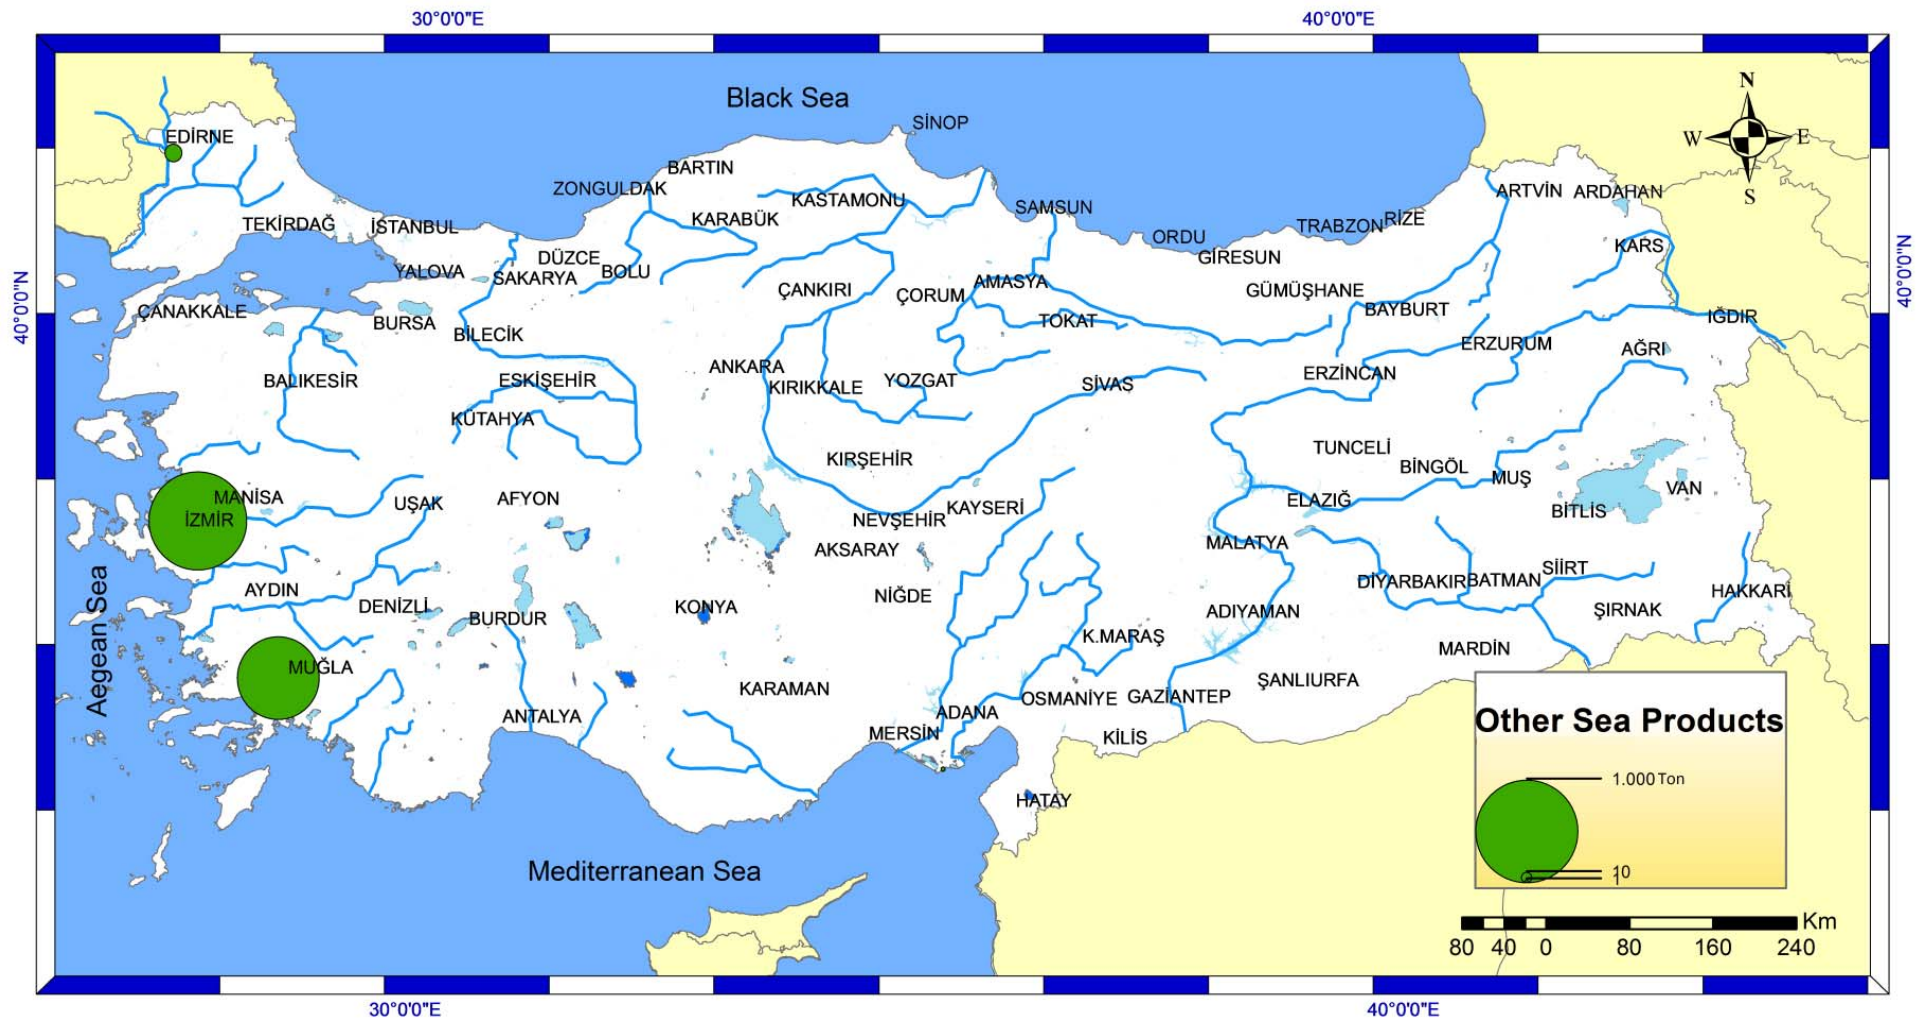 30°0'0"E
40°0'0"E
Black Sea
SİNOP
N
W
E
S
EDİRNE
BARTIN
ZONGULDAK
KASTAMONU
ARTVİN
ARDAHAN
TEKİRDAĞ
İSTANBUL
KARABÜK
SAMSUN
ORDU
TRABZON
RİZE
KARS
GİRESUN
DÜZCE
YALOVA
SAKARYA
BOLU
ÇANKIRI
ÇORUM
AMASYA
GÜMÜŞHANE
40°0'0"N
40°0'0"N
ÇANAKKALE
BURSA
BİLECİK
TOKAT
BAYBURT
IĞDIR
ERZURUM
AĞRI
BALIKESİR
ESKİŞEHİR
ANKARA
KIRIKKALE
YOZGAT
SİVAS
ERZİNCAN
KÜTAHYA
KIRŞEHİR
TUNCELİ
BİNGÖL
MUŞ
MANİSA
İZMİR
UŞAK
AFYON
NEVŞEHİR
KAYSERİ
ELAZIĞ
BİTLİS
VAN
AKSARAY
MALATYA
AYDIN
DENİZLİ
BURDUR
KONYA
NİĞDE
ADIYAMAN
DİYARBAKIR
BATMAN
SİİRT
ŞIRNAK
HAKKARİ
Aegean Sea
MUĞLA
K.MARAŞ
MARDİN
KARAMAN
OSMANİYE
GAZİANTEP
ŞANLIURFA
ANTALYA
MERSİN
ADANA
KİLİS
HATAY
Mediterranean Sea
Other Sea Products
1.000 Ton
10
1
Km
80 40 0 80 160 240
30°0'0"E
40°0'0"E